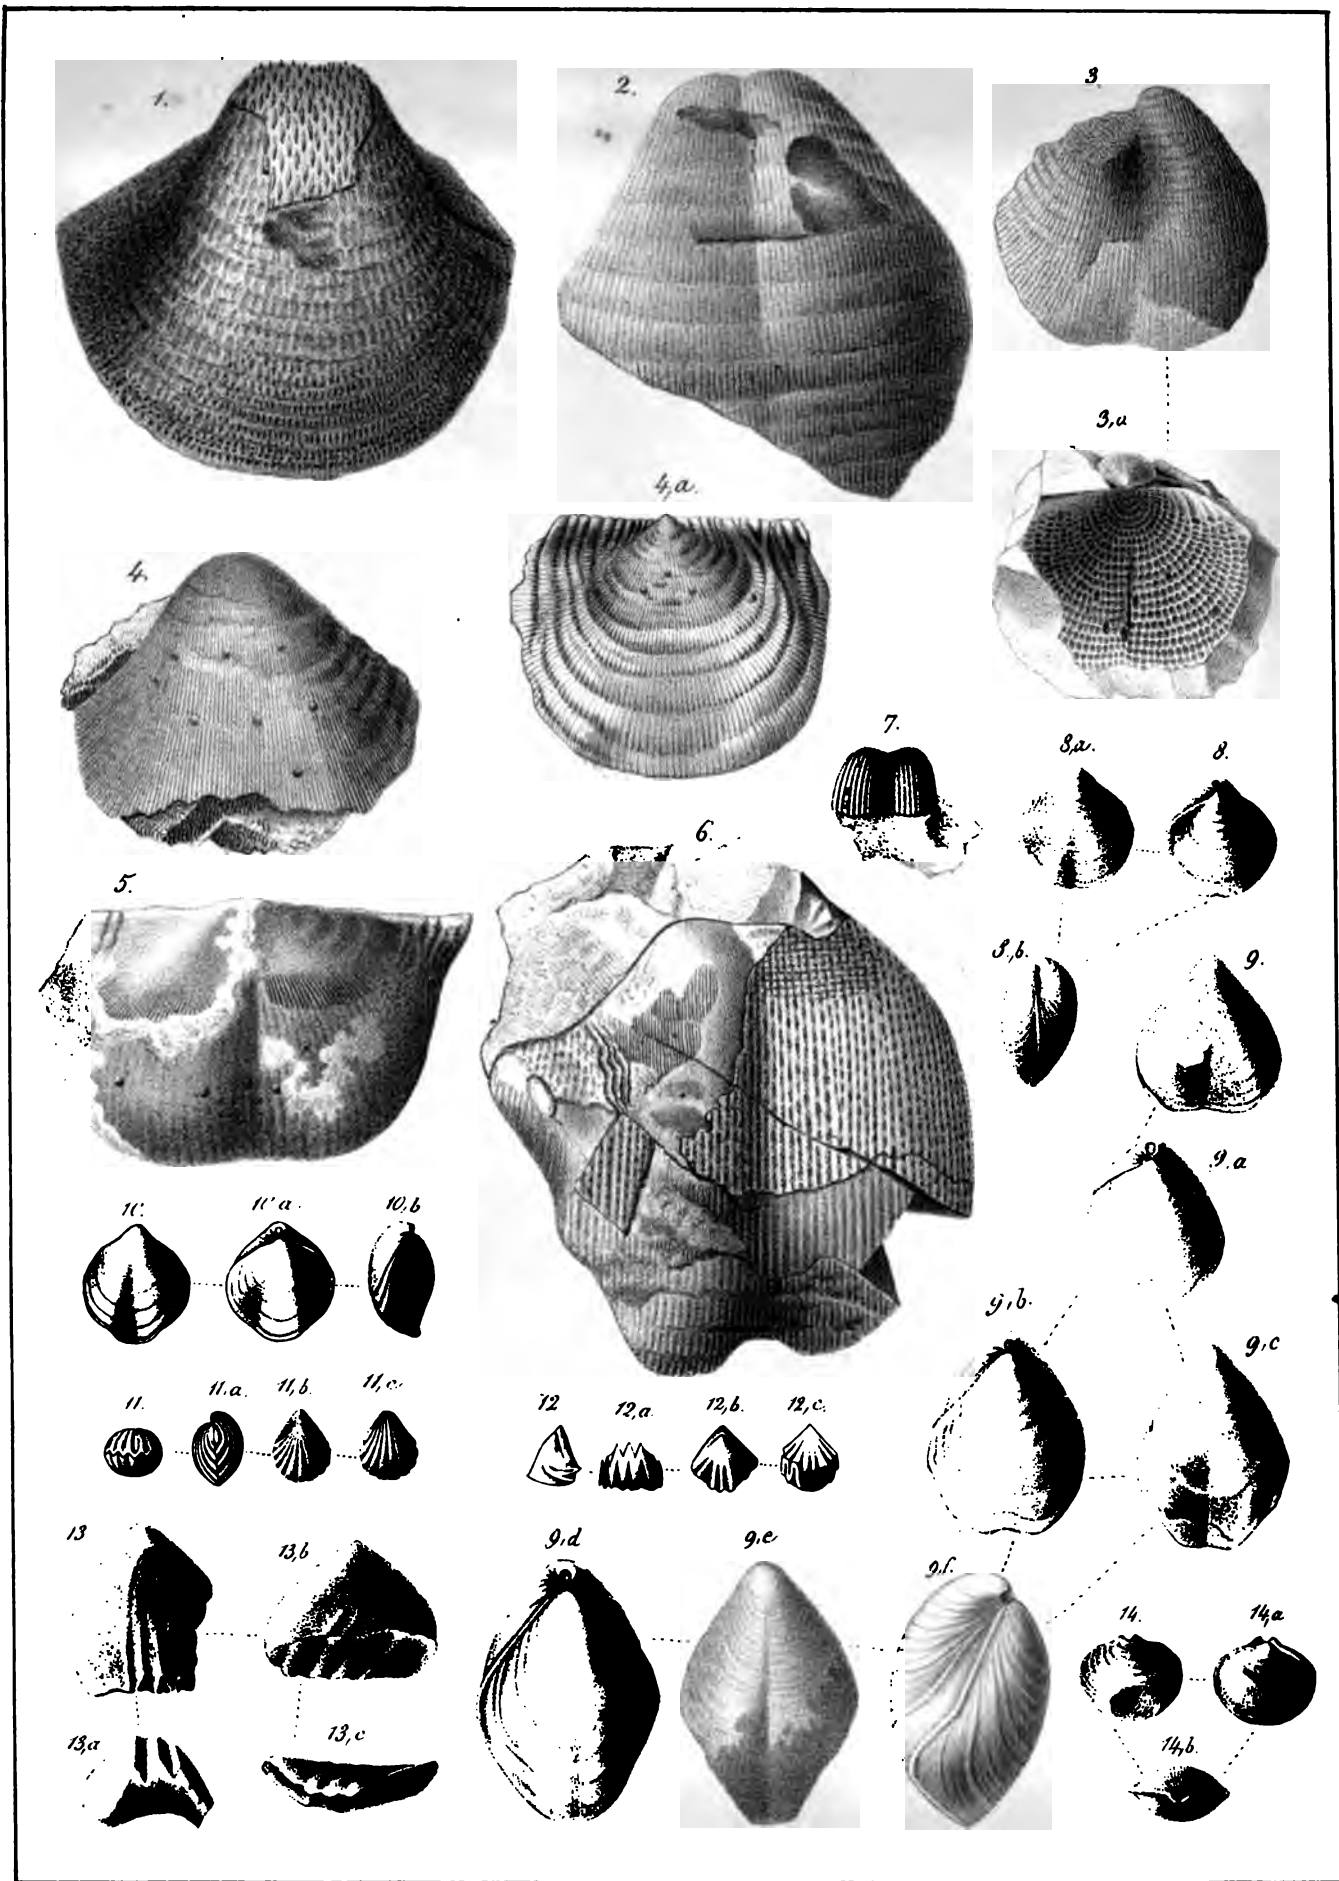 1.
2.
3
3,a
4.
4,a.
5.
6.
7.
8,a.
8.
8,b.
9.
9,a
9,b.
9,c
10.
10 a.
10,b
11.
11,a.
11,b.
11,c.
12
12,a.
12,b.
12,c.
13
13,b
13,a
13,c
9,d
9,e
9,f.
14.
14,a
14,b.